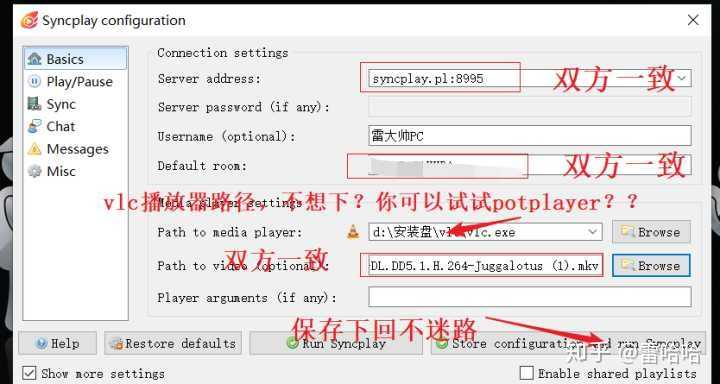 Syncplay configuration
Basics
Play/Pause
Sync
Chat
Messages
Misc
Connection settings
Server address: syncplay.pl:8995 双方一致
Server password (if any):
Username (optional): 雷大帅PC
Default room: 双方一致
vlc播放器路径，不想下？你可以试试potplayer？？
Media player settings
Path to media player: d:\安装盘\vlc\vlc.exe Browse
Path to video (optional): DL.DD5.1.H.264-Juggalotus (1).mkv Browse
双方一致
Player arguments (if any):
保存下回不迷路
Help Restore defaults Run Syncplay Store configuration and run Syncplay
Show more settings Enable shared playlists
知乎 @雷哈哈